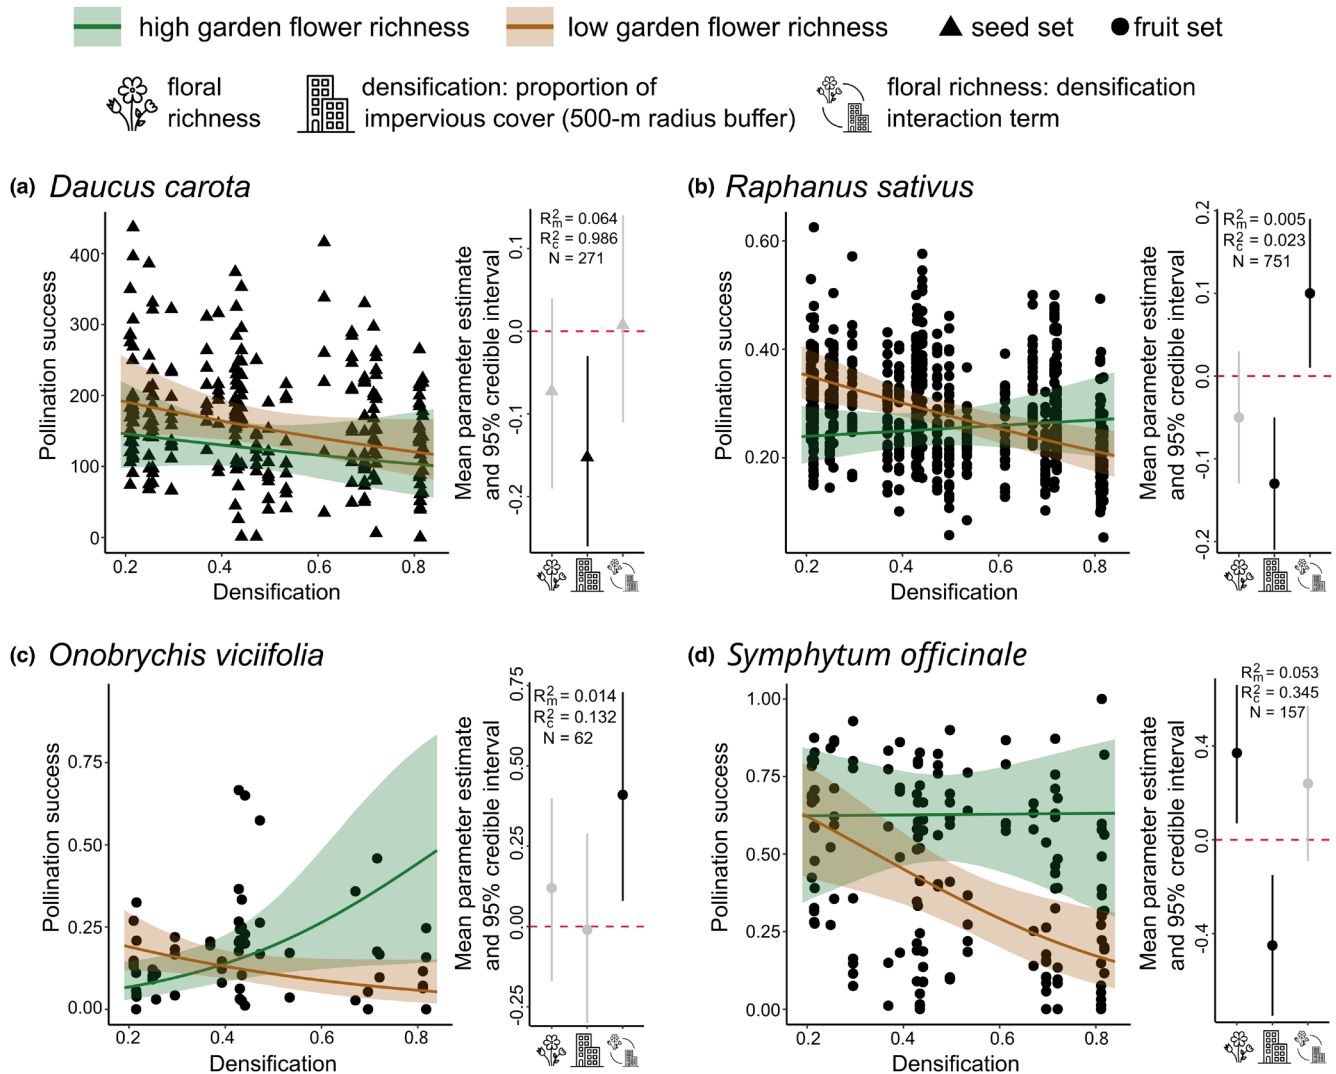 high garden flower richness
low garden flower richness
seed set
fruit set
floral
richness
densification: proportion of
impervious cover (500-m radius buffer)
floral richness: densification
interaction term
(a) Daucus carota
Pollination success
400
300
200
100
0
0.2 0.4 0.6 0.8
Densification
Mean parameter estimate
and 95% credible interval
0.1
0.0
-0.1
-0.2
R²m = 0.064
R²c = 0.986
N = 271
(b) Raphanus sativus
Pollination success
0.60
0.40
0.20
0.2 0.4 0.6 0.8
Densification
Mean parameter estimate
and 95% credible interval
0.2
0.1
0.0
-0.1
-0.2
R²m = 0.005
R²c = 0.023
N = 751
(c) Onobrychis viciifolia
Pollination success
0.75
0.50
0.25
0.00
0.2 0.4 0.6 0.8
Densification
Mean parameter estimate
and 95% credible interval
0.75
0.50
0.25
0.00
-0.25
R²m = 0.014
R²c = 0.132
N = 62
(d) Symphytum officinale
Pollination success
1.00
0.75
0.50
0.25
0.00
0.2 0.4 0.6 0.8
Densification
Mean parameter estimate
and 95% credible interval
0.4
0.0
-0.4
R²m = 0.053
R²c = 0.345
N = 157